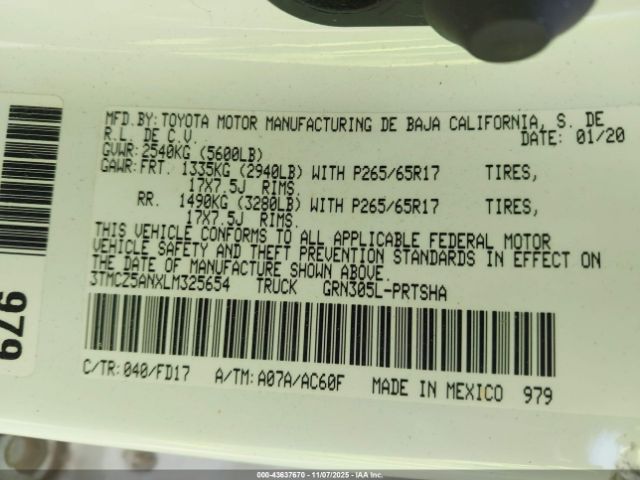 MFD. BY: TOYOTA MOTOR MANUFACTURING DE BAJA CALIFORNIA, S. DE
R.L. DE C.V. DATE: 01/20
GVWR: 2540KG (5600LB)
GAWR: FRT. 1335KG (2940LB) WITH P265/65R17 TIRES,
17X7.5J RIMS.
RR. 1490KG (3280LB) WITH P265/65R17 TIRES,
17X7.5J RIMS.
THIS VEHICLE CONFORMS TO ALL APPLICABLE FEDERAL MOTOR
VEHICLE SAFETY AND THEFT PREVENTION STANDARDS IN EFFECT ON
THE DATE OF MANUFACTURE SHOWN ABOVE.
3TMCZ5ANXLM325654 TRUCK GRN305L-PRTSHA
C/TR: 040/FD17 A/TM: A07A/AC60F MADE IN MEXICO 979
979
000-43637670 - 11/07/2025 - IAA, LLC.